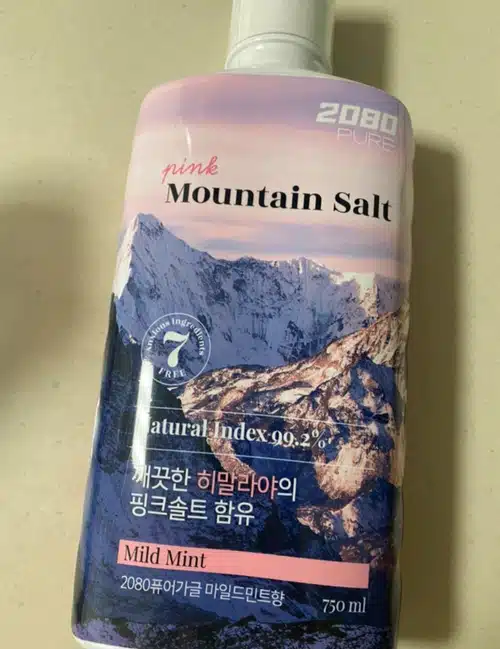 2080
PURE
pink
Mountain Salt
Anxious Ingredients
7
FREE
Natural Index 99.2%
깨끗한 히말라야의
핑크솔트 함유
Mild Mint
2080퓨어가글 마일드민트향
750 ml